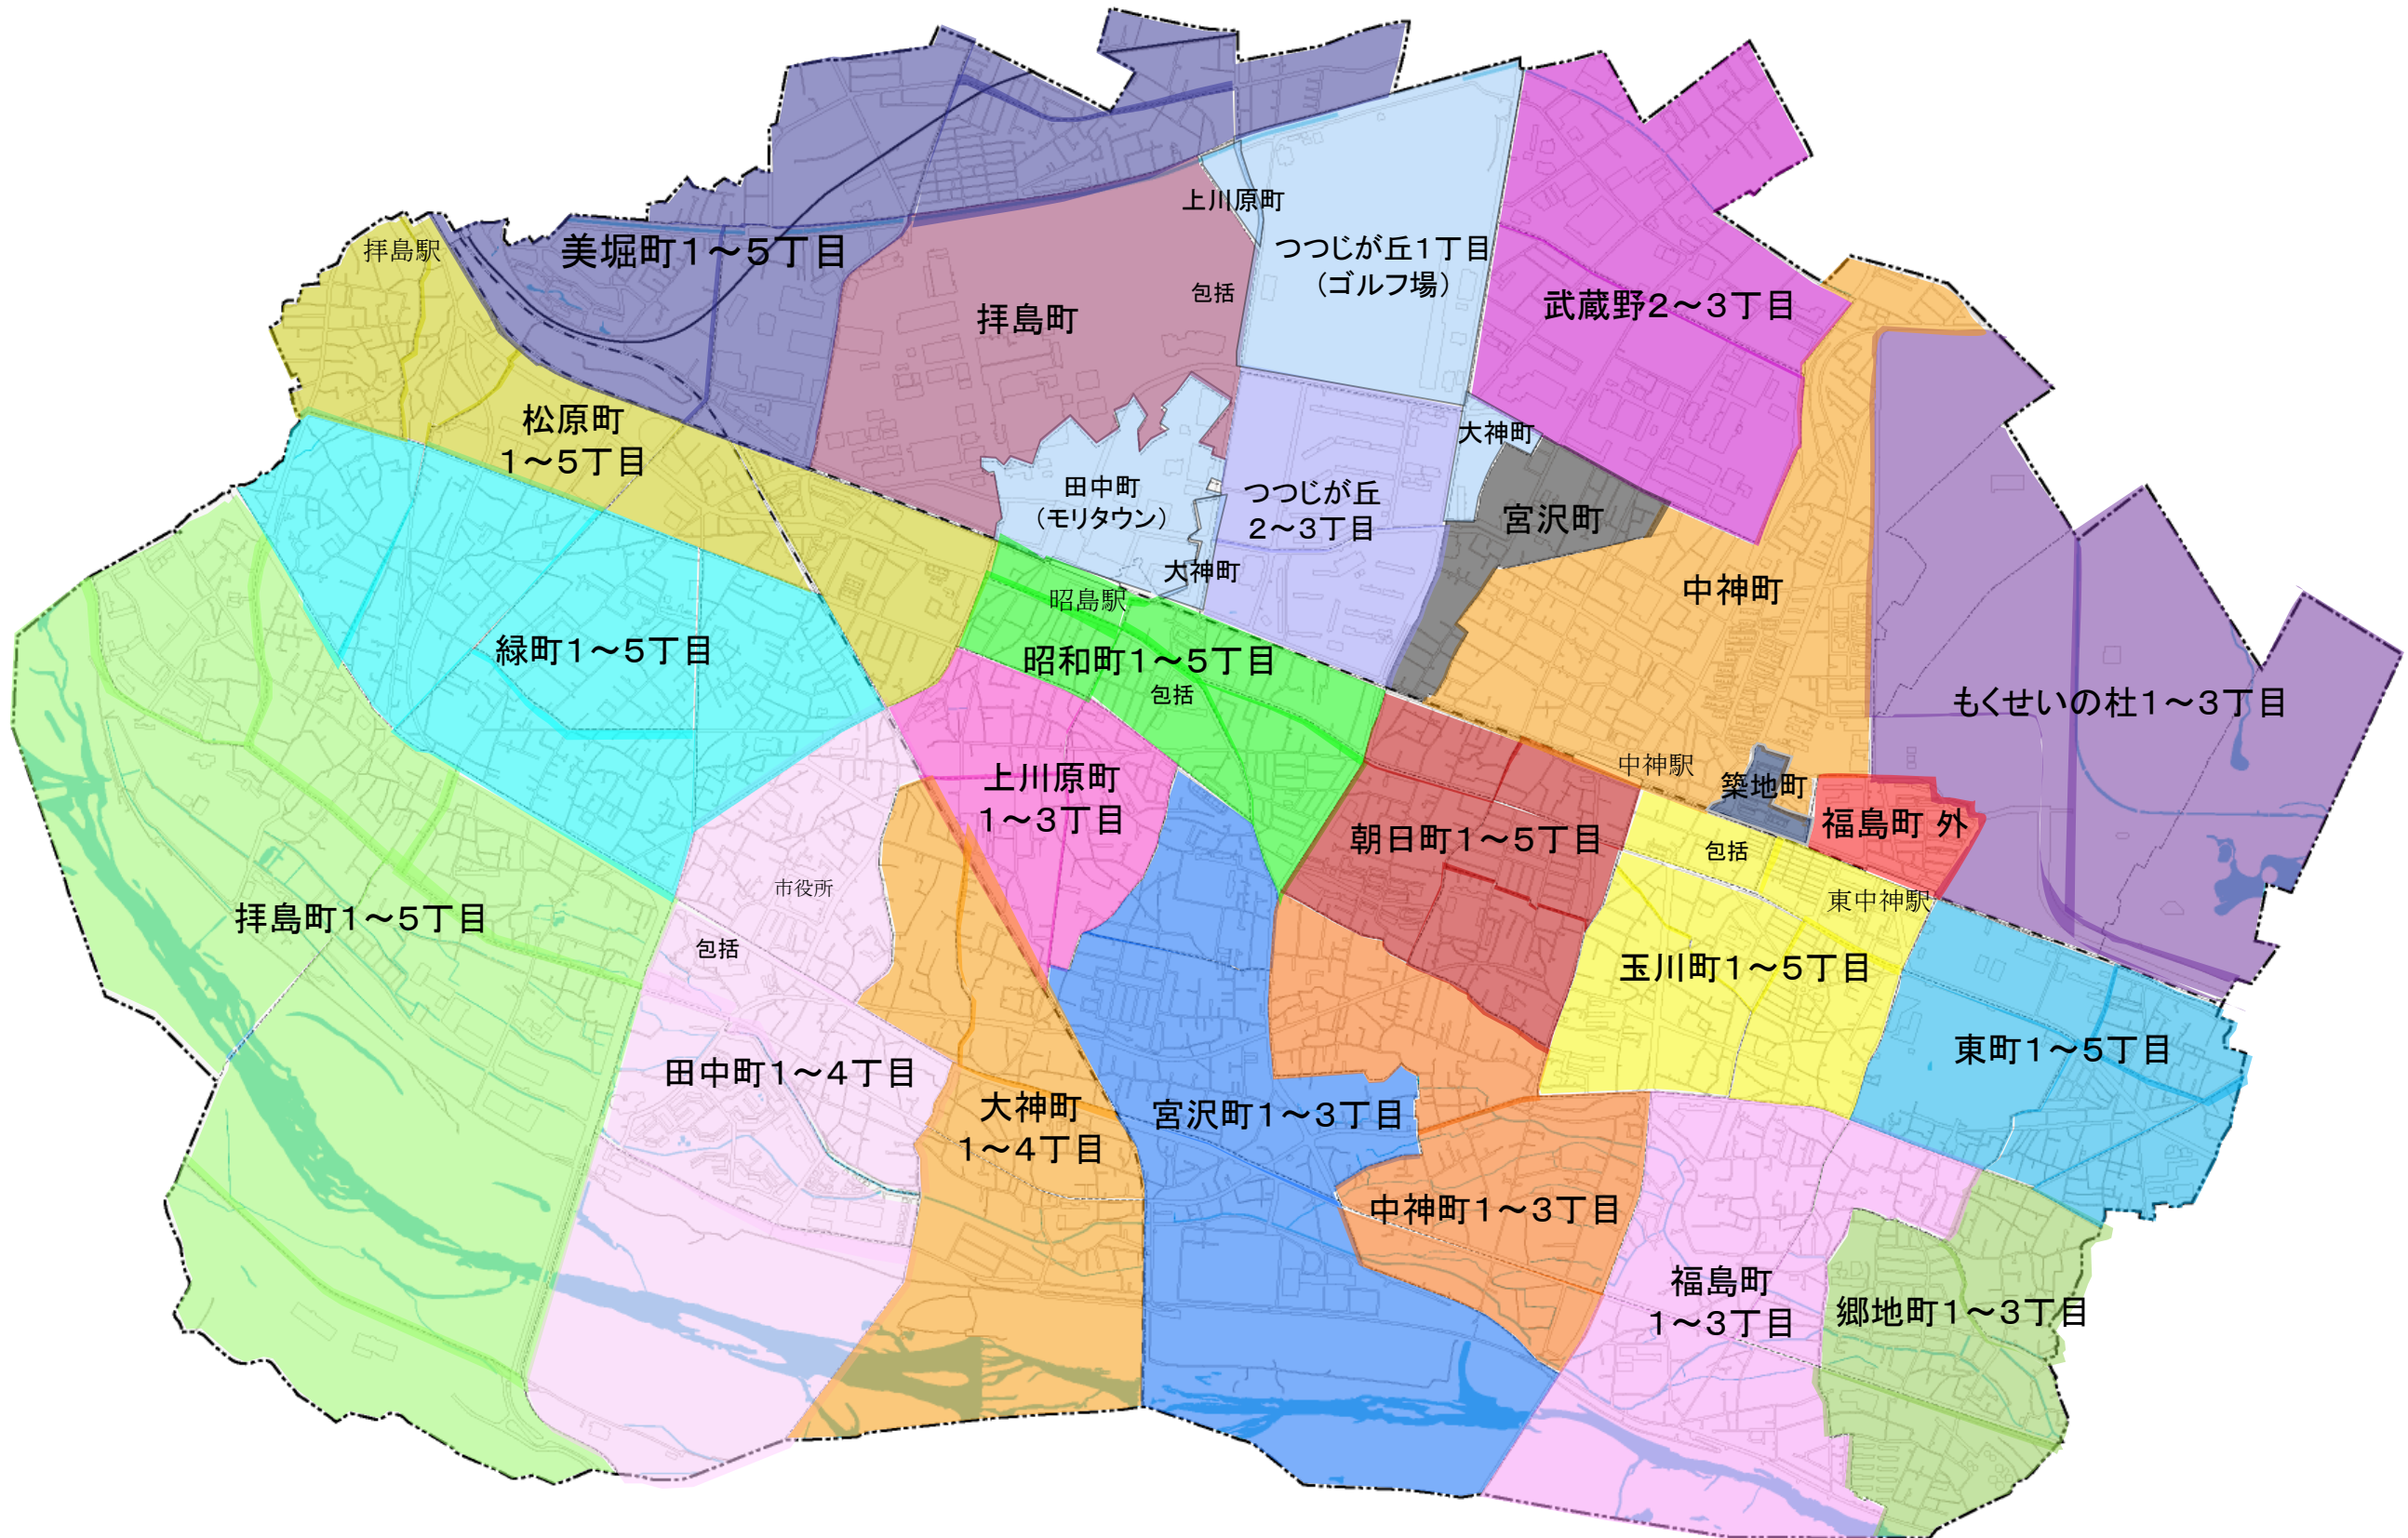 上川原町
拝島駅
美堀町1～5丁目
つつじが丘1丁目
（ゴルフ場）
包括
拝島町
武蔵野2～3丁目
松原町
1～5丁目
大神町
田中町
（モリタウン）
つつじが丘
2～3丁目
宮沢町
大神町
中神町
昭島駅
緑町1～5丁目
昭和町1～5丁目
包括
もくせいの杜1～3丁目
中神駅
上川原町
1～3丁目
築地町
福島町 外
朝日町1～5丁目
包括
市役所
東中神駅
拝島町1～5丁目
包括
玉川町1～5丁目
東町1～5丁目
田中町1～4丁目
大神町
1～4丁目
宮沢町1～3丁目
中神町1～3丁目
福島町
1～3丁目
郷地町1～3丁目